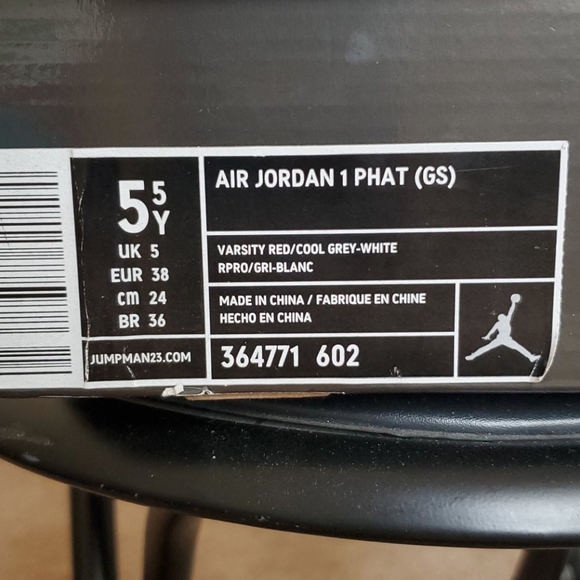 5 5
Y
UK 5
EUR 38
cm 24
BR 36
JUMPMAN23.COM
AIR JORDAN 1 PHAT (GS)
VARSITY RED/COOL GREY-WHITE
RPRO/GRI-BLANC
MADE IN CHINA / FABRIQUE EN CHINE
HECHO EN CHINA
364771 602